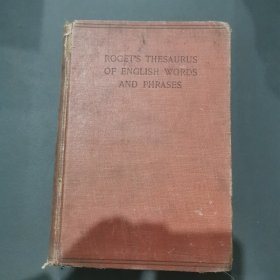 ROGET'S THESAURUS
OF ENGLISH WORDS
AND PHRASES